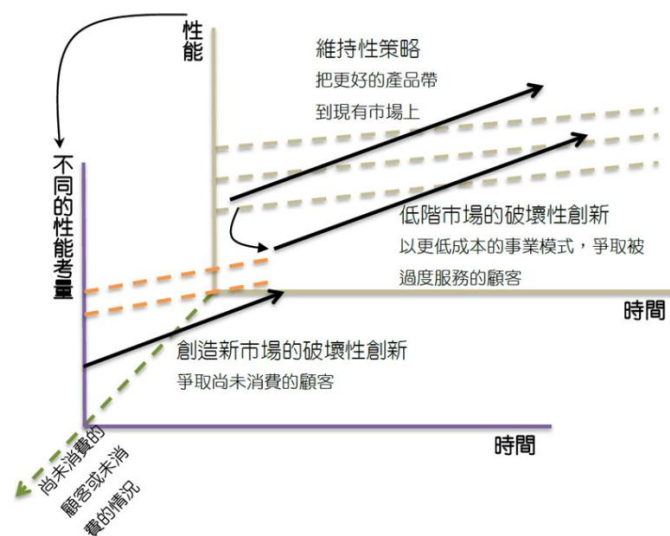 性能
維持性策略
把更好的產品帶
到現有市場上
不同的性能考量
低階市場的破壞性創新
以更低成本的事業模式，爭取被
過度服務的顧客
時間
創造新市場的破壞性創新
爭取尚未消費的顧客
時間
尚未消費的
顧客或未消
費的情況